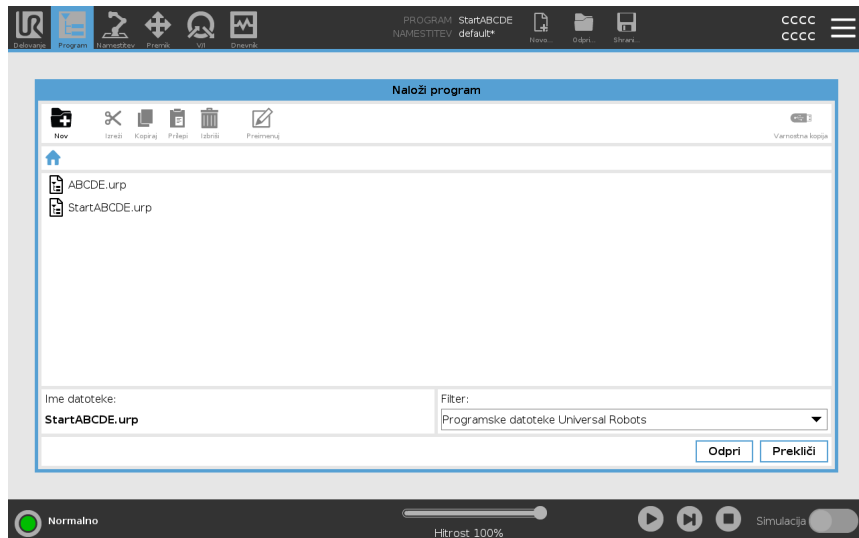 UR
PROGRAM StartABCDE
NAMESTITEV default*
CCCC
CCCC
Delovanje Program Namestitev Premik V/I Dnevnik Novo... Odpri... Shrani...
Naloži program
Nov Izreži Kopiraj Prilepi Izbriši Preimenuj Varnostna kopija
ABCDE.urp
StartABCDE.urp
Ime datoteke: Filter:
StartABCDE.urp Programske datoteke Universal Robots
Odpri Prekliči
Normalno Simulacija
Hitrost 100%